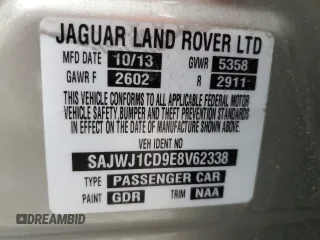 JAGUAR LAND ROVER LTD
MFD DATE 10/13 GVWR 5358
GAWR F 2602 R 2911
THIS VEHICLE CONFORMS TO ALL APPLICABLE FEDERAL MOTOR
VEHICLE SAFETY, BUMPER AND THEFT PREVENTION STANDARDS
IN EFFECT ON THE DATE OF MANUFACTURE SHOWN ABOVE
VEH IDENT NO
SAJWJ1CD9E8V62338
TYPE PASSENGER CAR
PAINT GDR TRIM NAA
DREAMBID